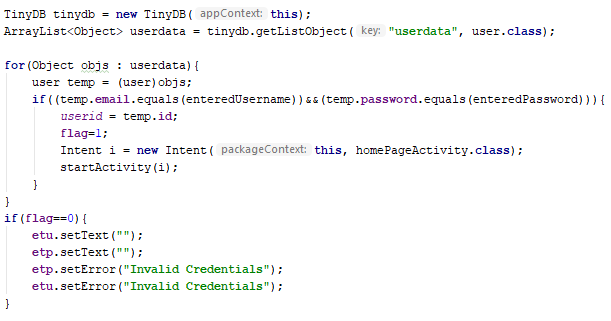 TinyDB tinydb = new TinyDB( appContext: this);
ArrayList<Object> userdata = tinydb.getListObject( key: "userdata", user.class);
for(Object objs : userdata){
user temp = (user)objs;
if((temp.email.equals(enteredUsername))&&(temp.password.equals(enteredPassword))){
userid = temp.id;
flag=1;
Intent i = new Intent( packageContext: this, homePageActivity.class);
startActivity(i);
}
}
if(flag==0){
etu.setText("");
etp.setText("");
etp.setError("Invalid Credentials");
etu.setError("Invalid Credentials");
}